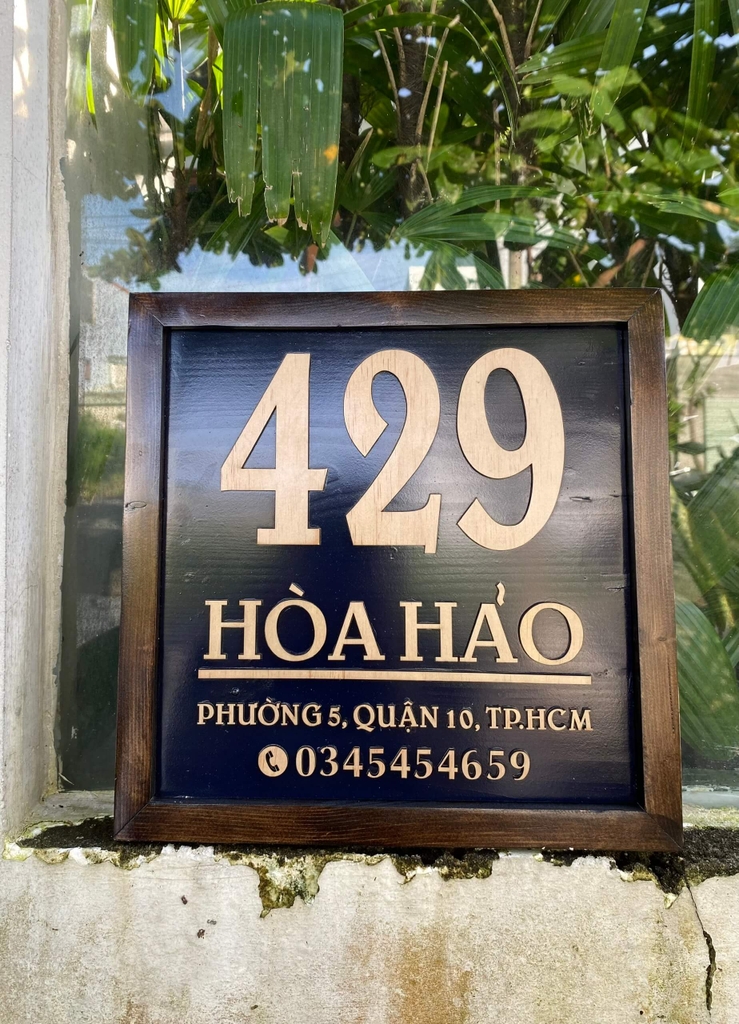 429
HÒA HẢO
PHƯỜNG 5, QUẬN 10, TP.HCM
0345454659